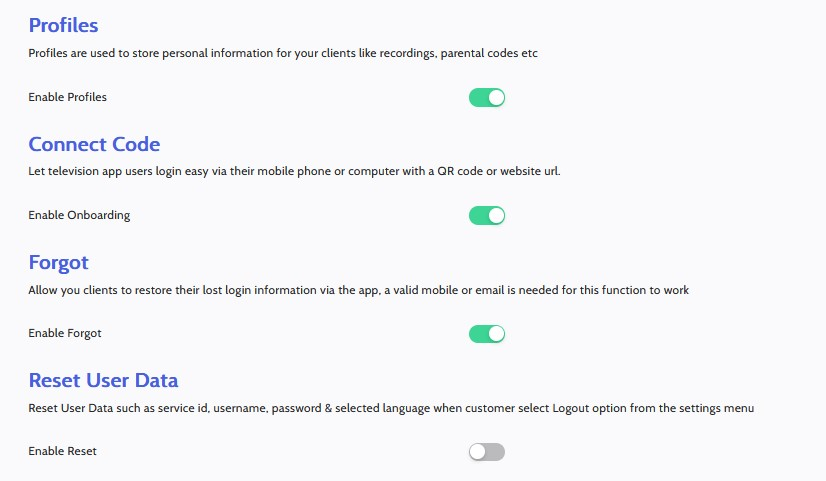 Profiles
Profiles are used to store personal information for your clients like recordings, parental codes etc
Enable Profiles
Connect Code
Let television app users login easy via their mobile phone or computer with a QR code or website url.
Enable Onboarding
Forgot
Allow you clients to restore their lost login information via the app, a valid mobile or email is needed for this function to work
Enable Forgot
Reset User Data
Reset User Data such as service id, username, password & selected language when customer select Logout option from the settings menu
Enable Reset